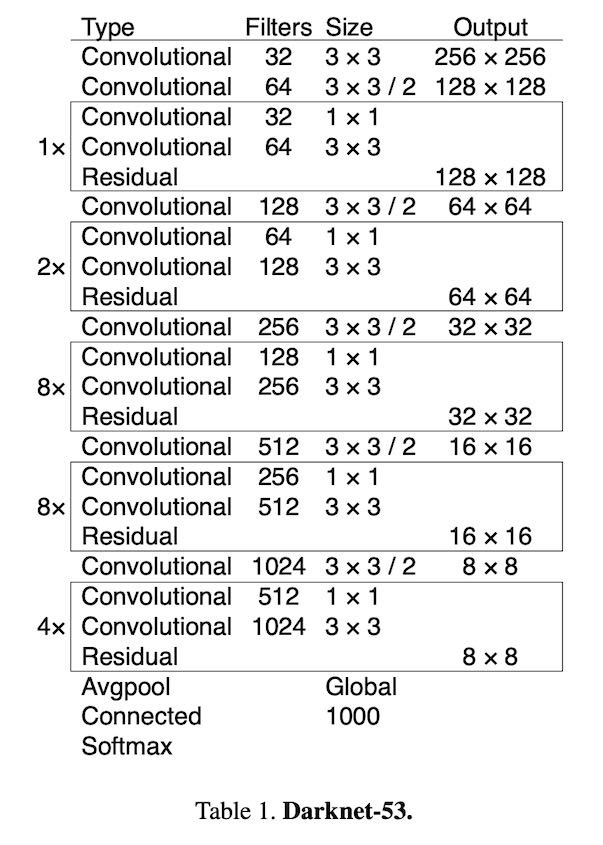 Type Filters Size Output
Convolutional 32 3 × 3 256 × 256
Convolutional 64 3 × 3 / 2 128 × 128
Convolutional 32 1 × 1
1× Convolutional 64 3 × 3
Residual 128 × 128
Convolutional 128 3 × 3 / 2 64 × 64
Convolutional 64 1 × 1
2× Convolutional 128 3 × 3
Residual 64 × 64
Convolutional 256 3 × 3 / 2 32 × 32
Convolutional 128 1 × 1
8× Convolutional 256 3 × 3
Residual 32 × 32
Convolutional 512 3 × 3 / 2 16 × 16
Convolutional 256 1 × 1
8× Convolutional 512 3 × 3
Residual 16 × 16
Convolutional 1024 3 × 3 / 2 8 × 8
Convolutional 512 1 × 1
4× Convolutional 1024 3 × 3
Residual 8 × 8
Avgpool Global
Connected 1000
Softmax
Table 1. Darknet-53.